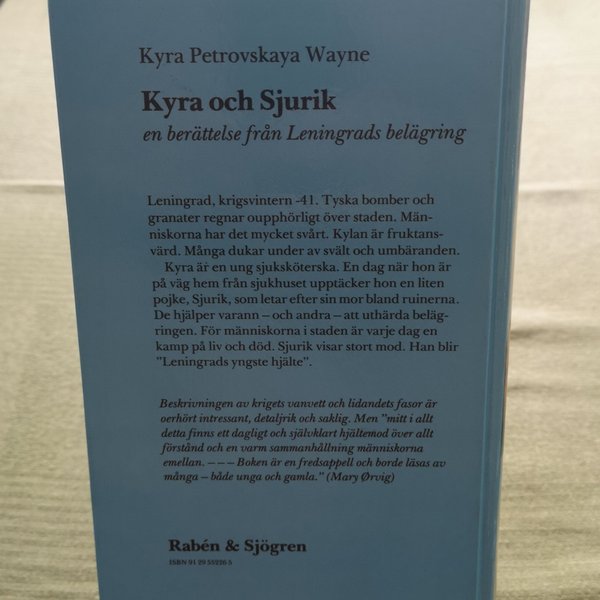 Kyra Petrovskaya Wayne
Kyra och Sjurik
en berättelse från Leningrads belägring
Leningrad, krigsvintern -41. Tyska bomber och
granater regnar oupphörligt över staden. Män-
niskorna har det mycket svårt. Kylan är fruktans-
värd. Många dukar under av svält och umbäranden.
Kyra är en ung sjuksköterska. En dag när hon är
på väg hem från sjukhuset upptäcker hon en liten
pojke, Sjurik, som letar efter sin mor bland ruinerna.
De hjälper varann – och andra – att uthärda beläg-
ringen. För människorna i staden är varje dag en
kamp på liv och död. Sjurik visar stort mod. Han blir
”Leningrads yngste hjälte”.
Beskrivningen av krigets vanvett och lidandets fasor är
oerhört intressant, detaljrik och saklig. Men ”mitt i allt
detta finns ett dagligt och självklart hjältemod över allt
förstånd och en varm sammanhållning människorna
emellan. – – – Boken är en fredsappell och borde läsas av
många – både unga och gamla.” (Mary Ørvig)
Rabén & Sjögren
ISBN 91 29 55226 5